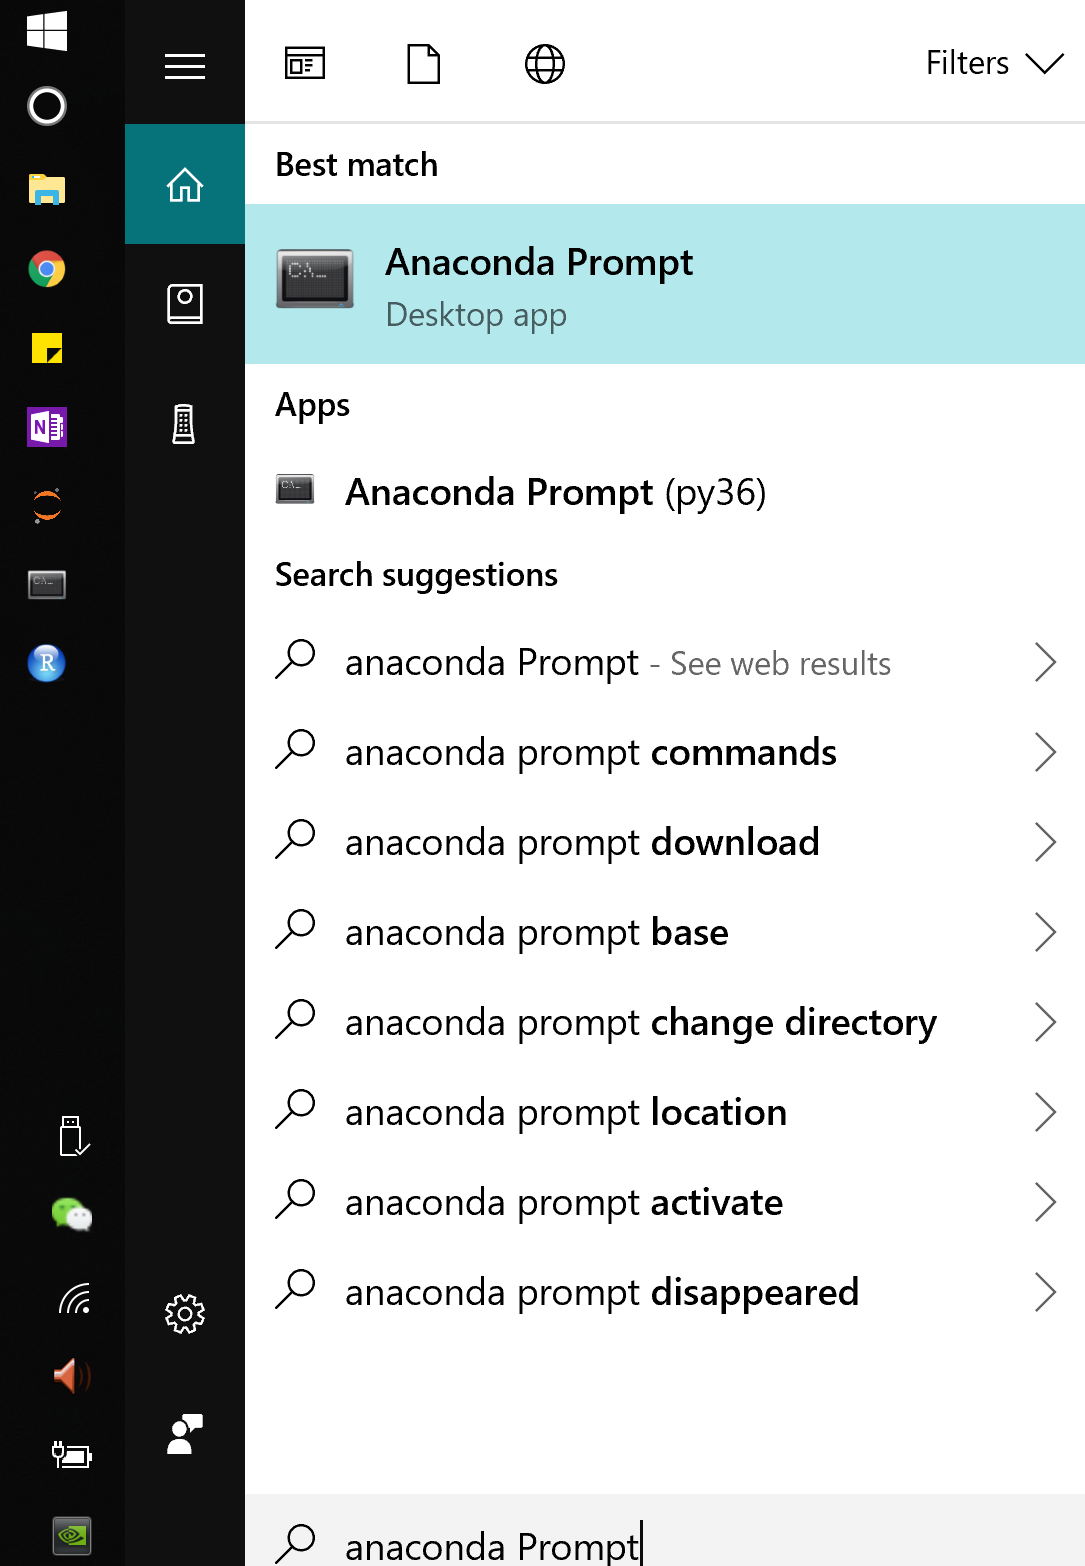 Filters
Best match
C:\_
Anaconda Prompt
Desktop app
Apps
C:\_
Anaconda Prompt (py36)
Search suggestions
N
C:\_
R
anaconda Prompt - See web results
anaconda prompt commands
anaconda prompt download
anaconda prompt base
anaconda prompt change directory
anaconda prompt location
anaconda prompt activate
anaconda prompt disappeared
anaconda Prompt